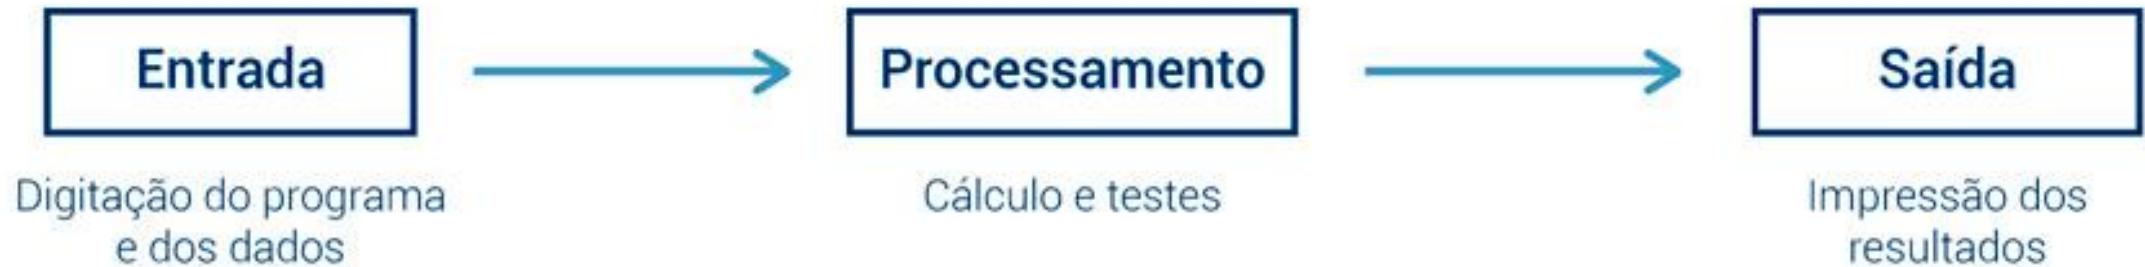 Entrada
Digitação do programa
e dos dados
Processamento
Cálculo e testes
Saída
Impressão dos
resultados